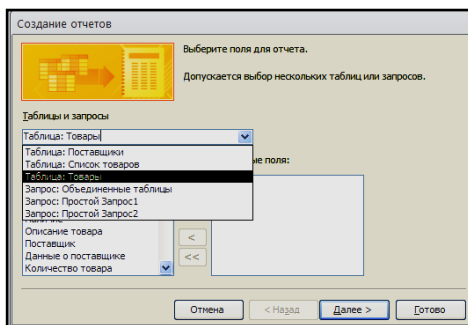 Создание отчетов
Выберите поля для отчета.
Допускается выбор нескольких таблиц или запросов.
Таблицы и запросы
Таблица: Товары
Таблица: Поставщики
Таблица: Список товаров
Таблица: Товары
Запрос: Объединенные таблицы
Запрос: Простой Запрос1
Запрос: Простой Запрос2
ые поля:
Описание товара
Поставщик
Данные о поставщике
Количество товара
<
<<
Отмена
< Назад
Далее >
Готово